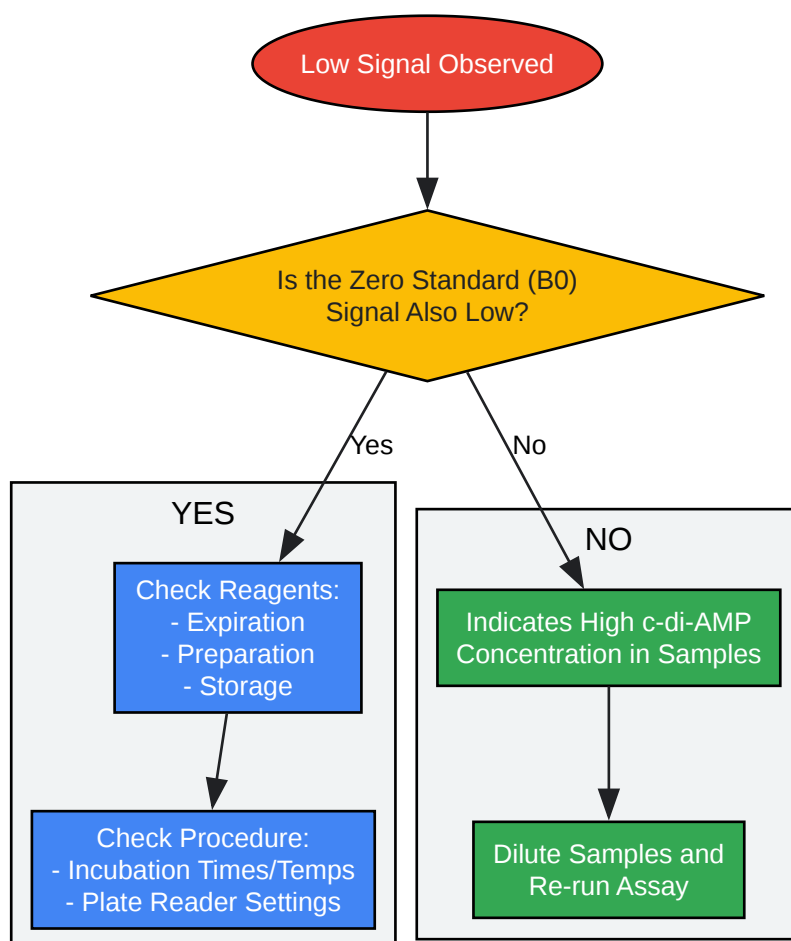 Low Signal Observed
Is the Zero Standard (B0)
Signal Also Low?
Yes
No
YES
Check Reagents:
- Expiration
- Preparation
- Storage
Check Procedure:
- Incubation Times/Temps
- Plate Reader Settings
NO
Indicates High c-di-AMP
Concentration in Samples
Dilute Samples and
Re-run Assay